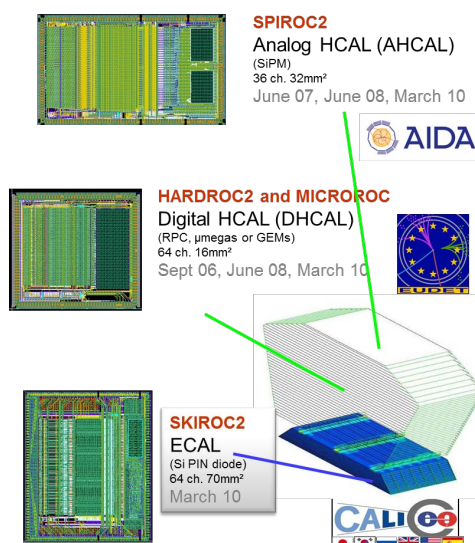 SPIROC2
Analog HCAL (AHCAL)
(SiPM)
36 ch. 32mm²
June 07, June 08, March 10
AIDA
HARDROC2 and MICROROC
Digital HCAL (DHCAL)
(RPC, µmegas or GEMs)
64 ch. 16mm²
Sept 06, June 08, March 10
EUDET
SKIROC2
ECAL
(Si PIN diode)
64 ch. 70mm²
March 10
CALICE